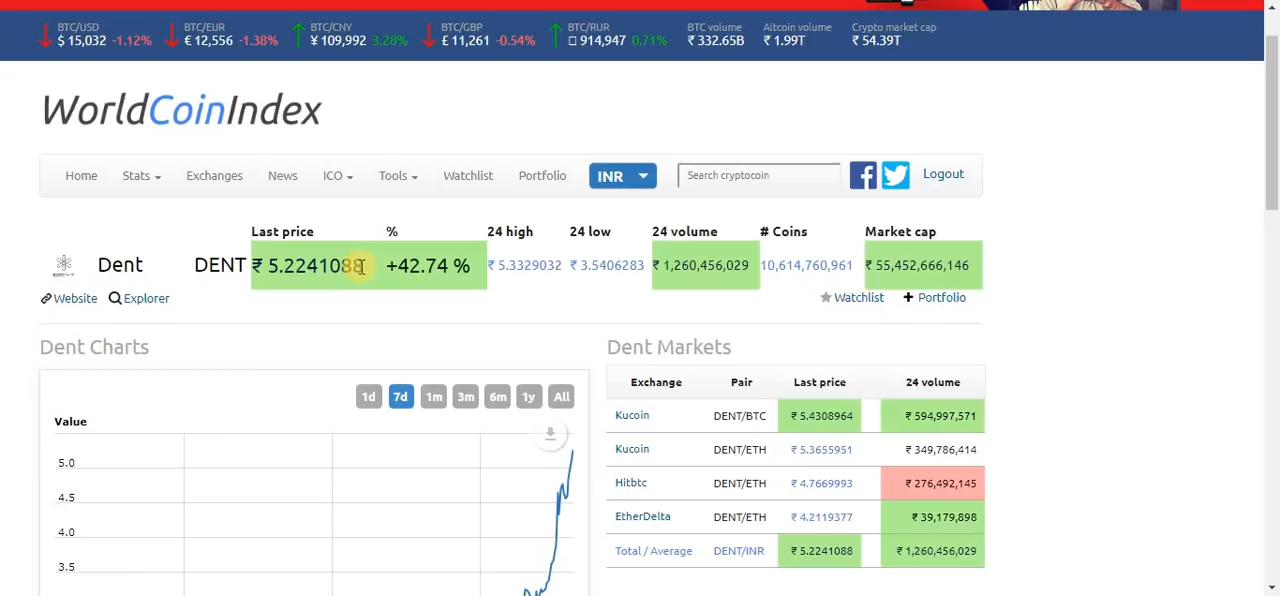 BTC/USD BTC/EUR BTC/CNY BTC/GBP BTC/RUR BTC volume Altcoin volume Crypto market cap
$ 15,032 -1.12% € 12,556 -1.38% ¥ 109,992 3.28% £ 11,261 -0.54% □ 914,947 0.71% ₹ 332.65B ₹ 1.99T ₹ 54.39T
WorldCoinIndex
Home Stats Exchanges News ICO Tools Watchlist Portfolio INR Search cryptocoin Logout
Last price % 24 high 24 low 24 volume # Coins Market cap
Dent DENT ₹ 5.2241088 +42.74 % ₹ 5.3329032 ₹ 3.5406283 ₹ 1,260,456,029 10,614,760,961 ₹ 55,452,666,146
Website Explorer Watchlist + Portfolio
Dent Charts
1d 7d 1m 3m 6m 1y All
Value
5.0
4.5
4.0
3.5
Dent Markets
Exchange Pair Last price 24 volume
Kucoin DENT/BTC ₹ 5.4308964 ₹ 594,997,571
Kucoin DENT/ETH ₹ 5.3655951 ₹ 349,786,414
Hitbtc DENT/ETH ₹ 4.7669993 ₹ 276,492,145
EtherDelta DENT/ETH ₹ 4.2119377 ₹ 39,179,898
Total / Average DENT/INR ₹ 5.2241088 ₹ 1,260,456,029